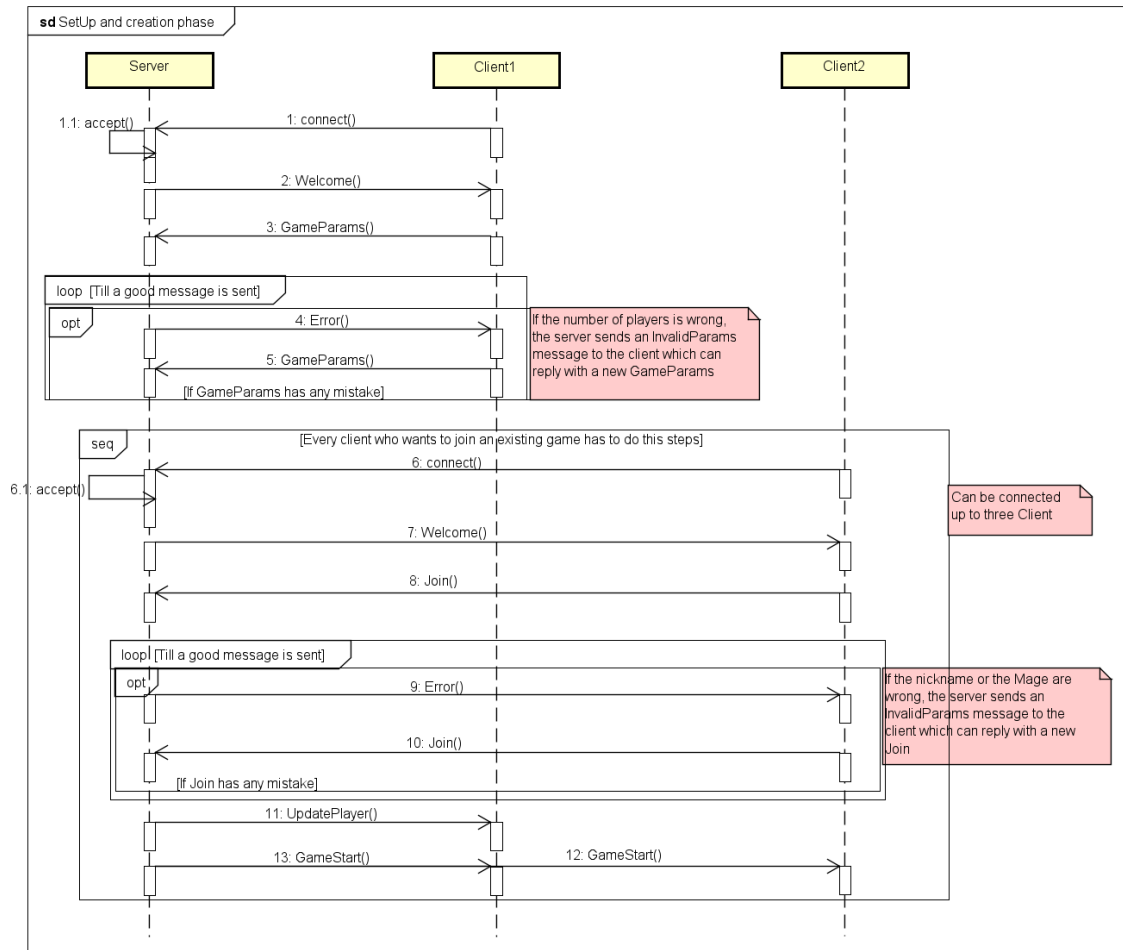 sd SetUp and creation phase
Server
Client1
Client2
1: connect()
1.1: accept()
2: Welcome()
3: GameParams()
loop [Till a good message is sent]
opt
4: Error()
5: GameParams()
[If GameParams has any mistake]
If the number of players is wrong,
the server sends an InvalidParams
message to the client which can
reply with a new GameParams
seq
[Every client who wants to join an existing game has to do this steps]
6: connect()
6.1: accept()
Can be connected
up to three Client
7: Welcome()
8: Join()
loop [Till a good message is sent]
opt
9: Error()
10: Join()
[If Join has any mistake]
If the nickname or the Mage are
wrong, the server sends an
InvalidParams message to the
client which can reply with a new
Join
11: UpdatePlayer()
13: GameStart()
12: GameStart()